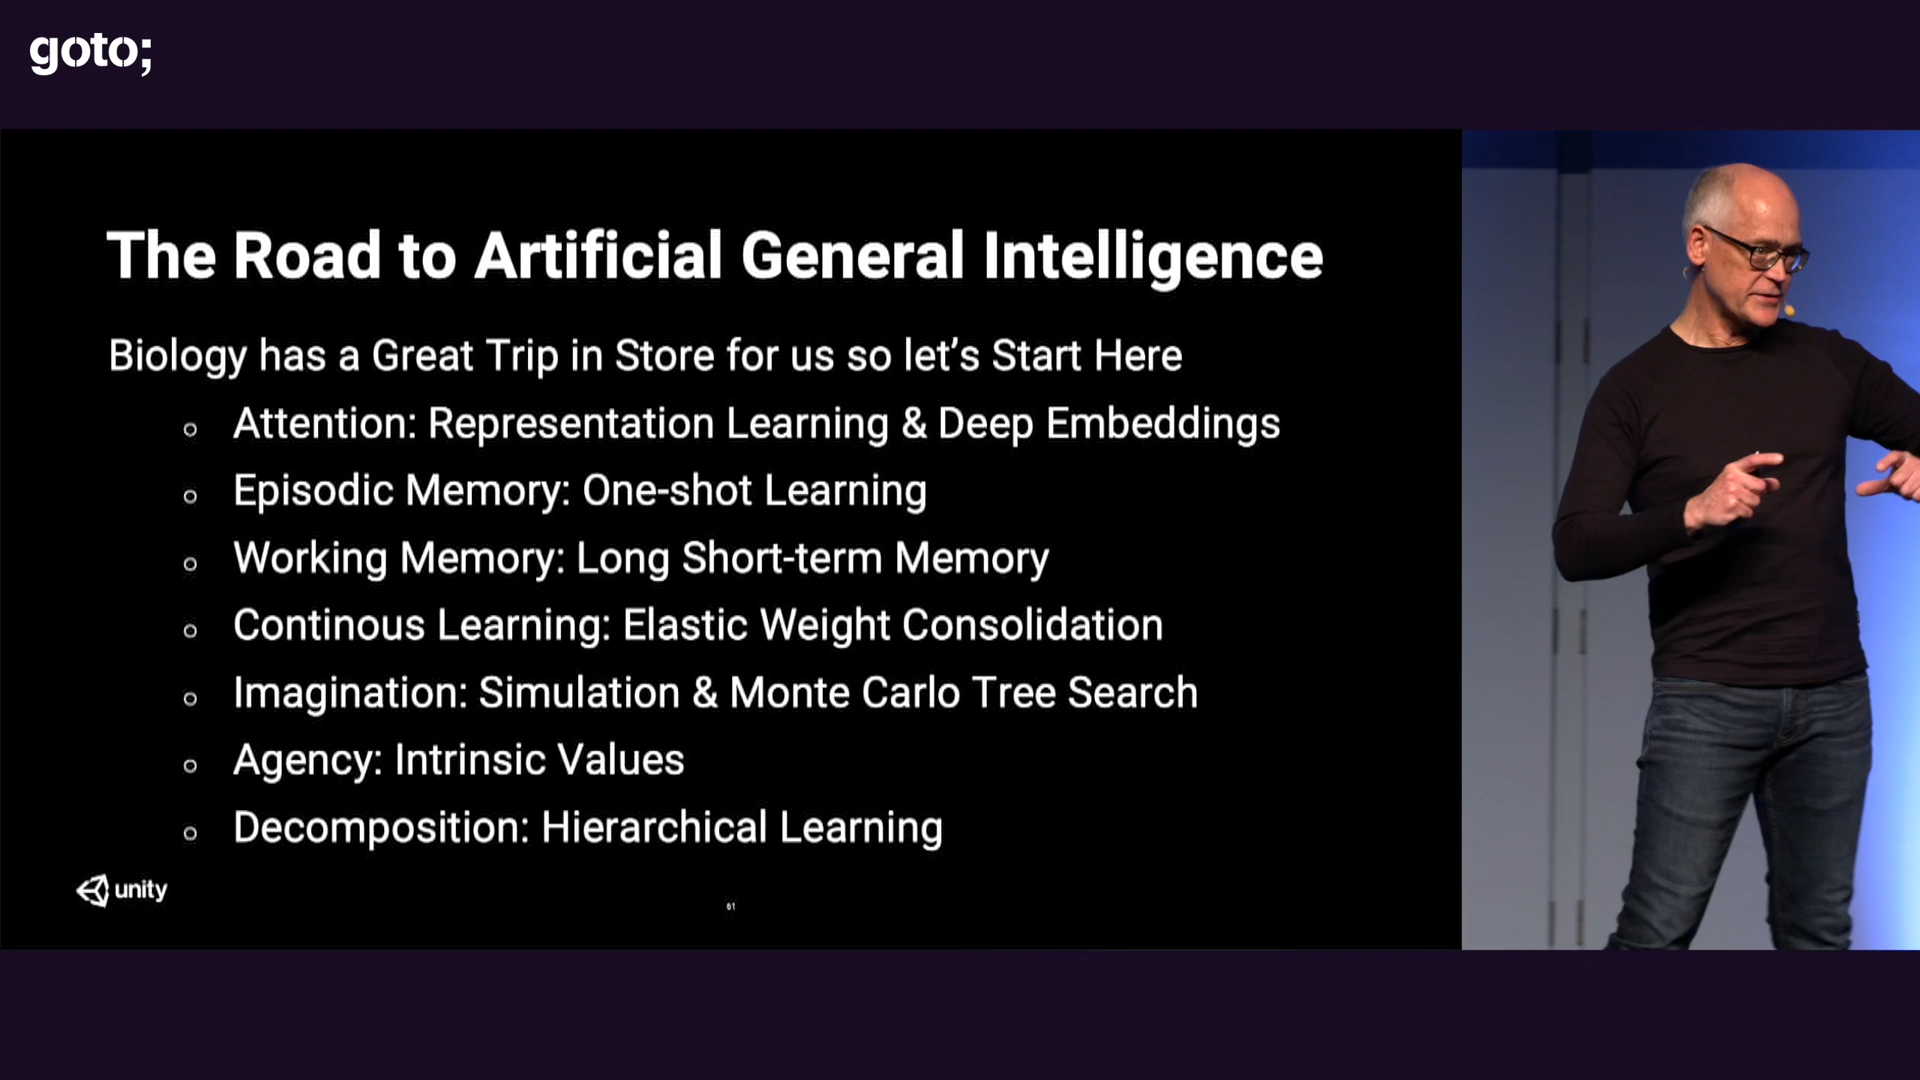 goto;
The Road to Artificial General Intelligence
Biology has a Great Trip in Store for us so let's Start Here
Attention: Representation Learning & Deep Embeddings
Episodic Memory: One-shot Learning
Working Memory: Long Short-term Memory
Continous Learning: Elastic Weight Consolidation
Imagination: Simulation & Monte Carlo Tree Search
Agency: Intrinsic Values
Decomposition: Hierarchical Learning
unity
61